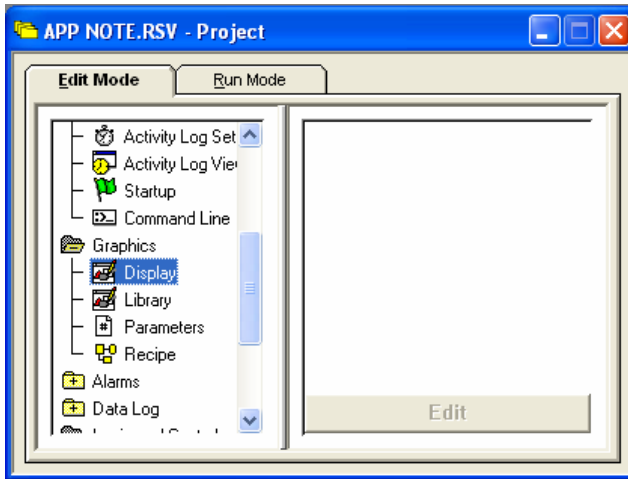 APP NOTE.RSV - Project
Edit Mode
Run Mode
Activity Log Set
Activity Log Vie
Startup
Command Line
Graphics
Display
Library
Parameters
Recipe
Alarms
Data Log
Edit